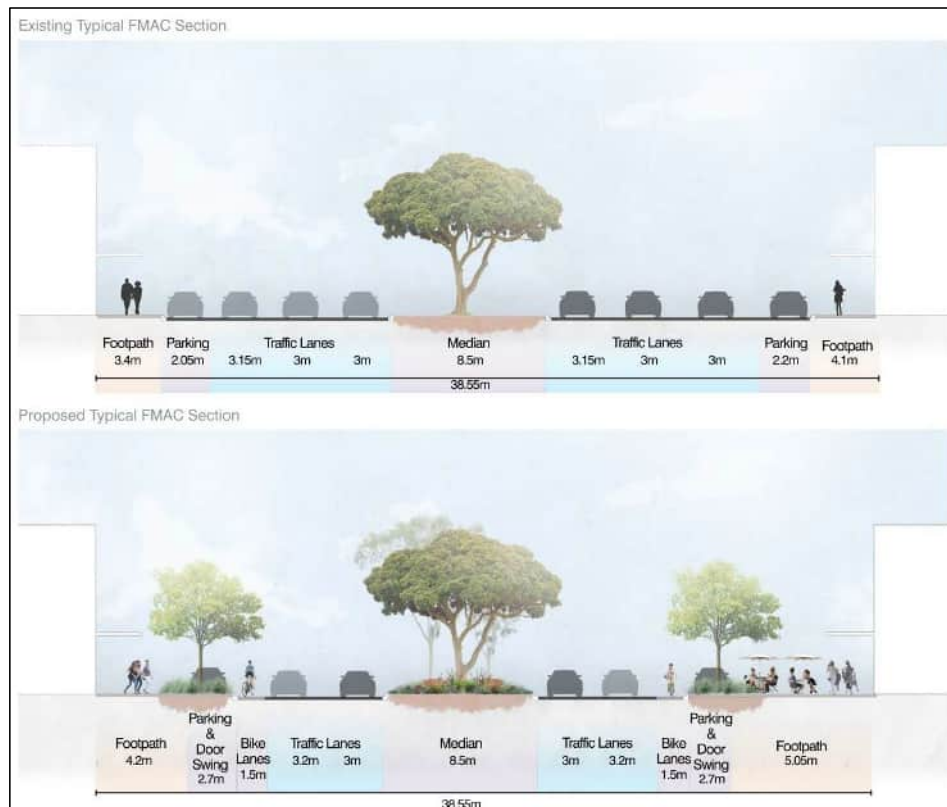 Existing Typical FMAC Section
Footpath Parking Traffic Lanes Median Traffic Lanes Parking Footpath
3.4m 2.05m 3.15m 3m 3m 8.5m 3.15m 3m 3m 2.2m 4.1m
38.55m
Proposed Typical FMAC Section
Footpath
4.2m
Parking
&
Door
Swing
2.7m
Bike
Lanes
1.5m
Traffic Lanes
3.2m 3m
Median
8.5m
Traffic Lanes
3m 3.2m
Bike
Lanes
1.5m
Parking
&
Door
Swing
2.7m
Footpath
5.05m
38.55m